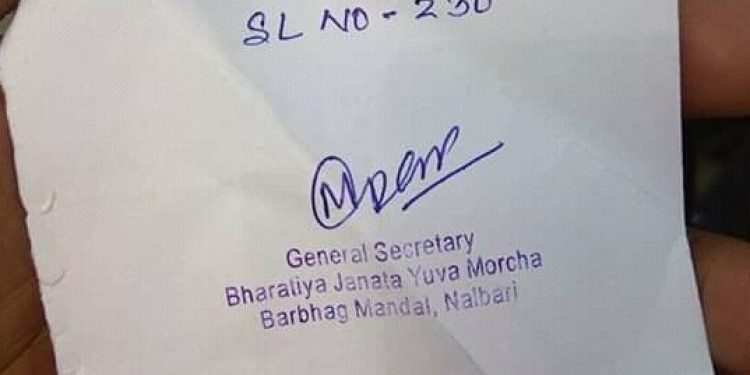 SL NO - 230
General Secretary
Bharatiya Janata Yuva Morcha
Barbhag Mandal, Nalbari